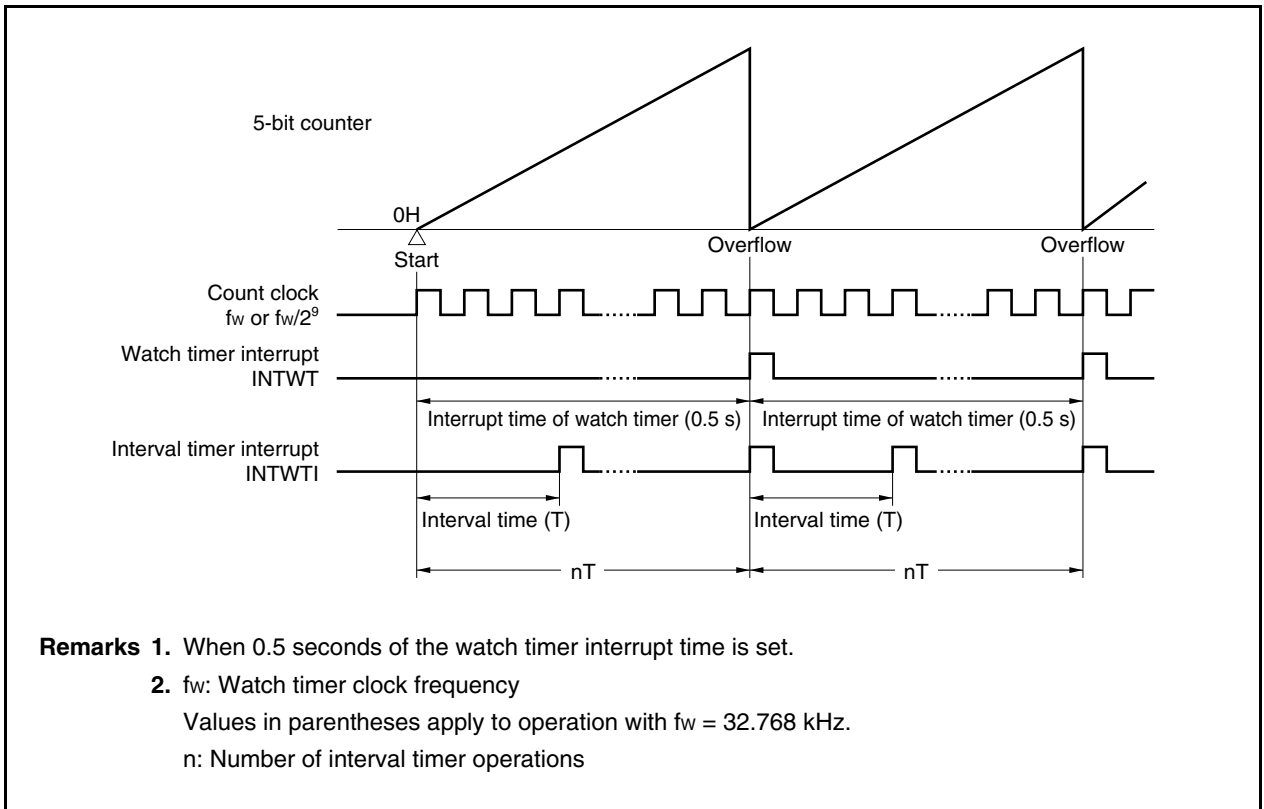 5-bit counter
0H
Start
Overflow
Overflow
Count clock
fw or fw/2⁹
Watch timer interrupt
INTWT
Interrupt time of watch timer (0.5 s)
Interrupt time of watch timer (0.5 s)
Interval timer interrupt
INTWTI
Interval time (T)
Interval time (T)
nT
nT
Remarks 1. When 0.5 seconds of the watch timer interrupt time is set.
2. fw: Watch timer clock frequency
Values in parentheses apply to operation with fw = 32.768 kHz.
n: Number of interval timer operations